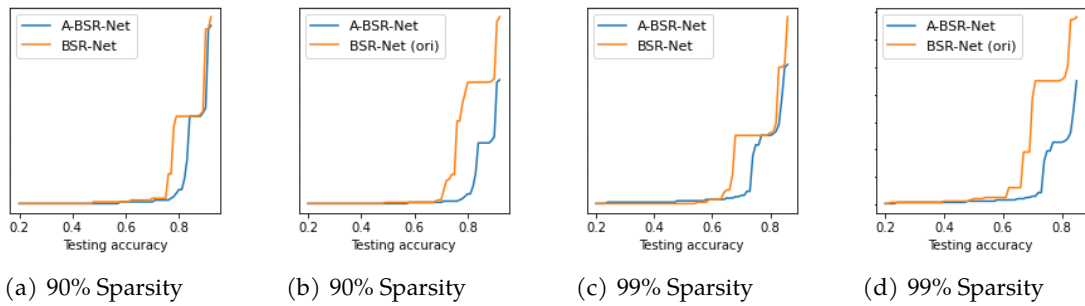 A-BSR-Net
BSR-Net
0.2 0.4 0.6 0.8
Testing accuracy
(a) 90% Sparsity
A-BSR-Net
BSR-Net (ori)
0.2 0.4 0.6 0.8
Testing accuracy
(b) 90% Sparsity
A-BSR-Net
BSR-Net
0.2 0.4 0.6 0.8
Testing accuracy
(c) 99% Sparsity
A-BSR-Net
BSR-Net (ori)
0.2 0.4 0.6 0.8
Testing accuracy
(d) 99% Sparsity